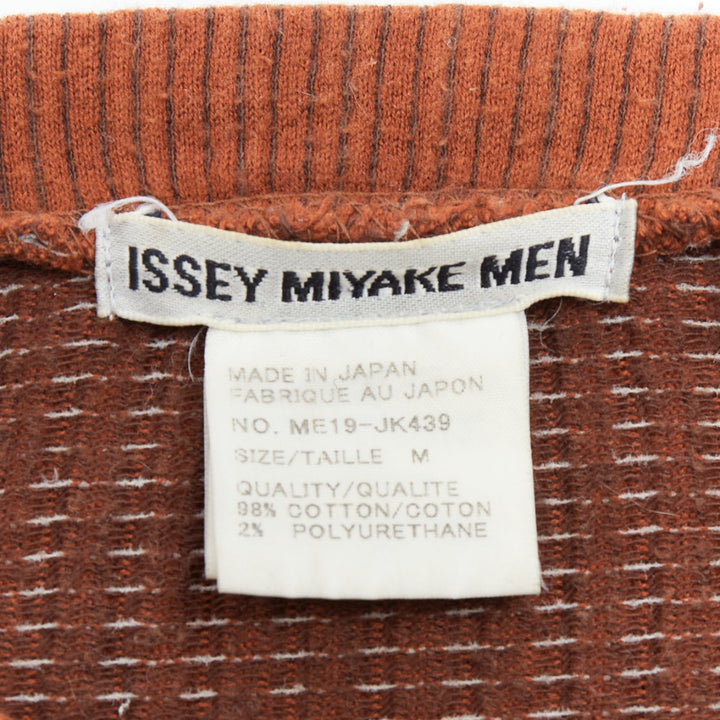 ISSEY MIYAKE MEN
MADE IN JAPAN
FABRIQUE AU JAPON
NO. ME19-JK439
SIZE/TAILLE M
QUALITY/QUALITE
98% COTTON/COTON
2% POLYURETHANE